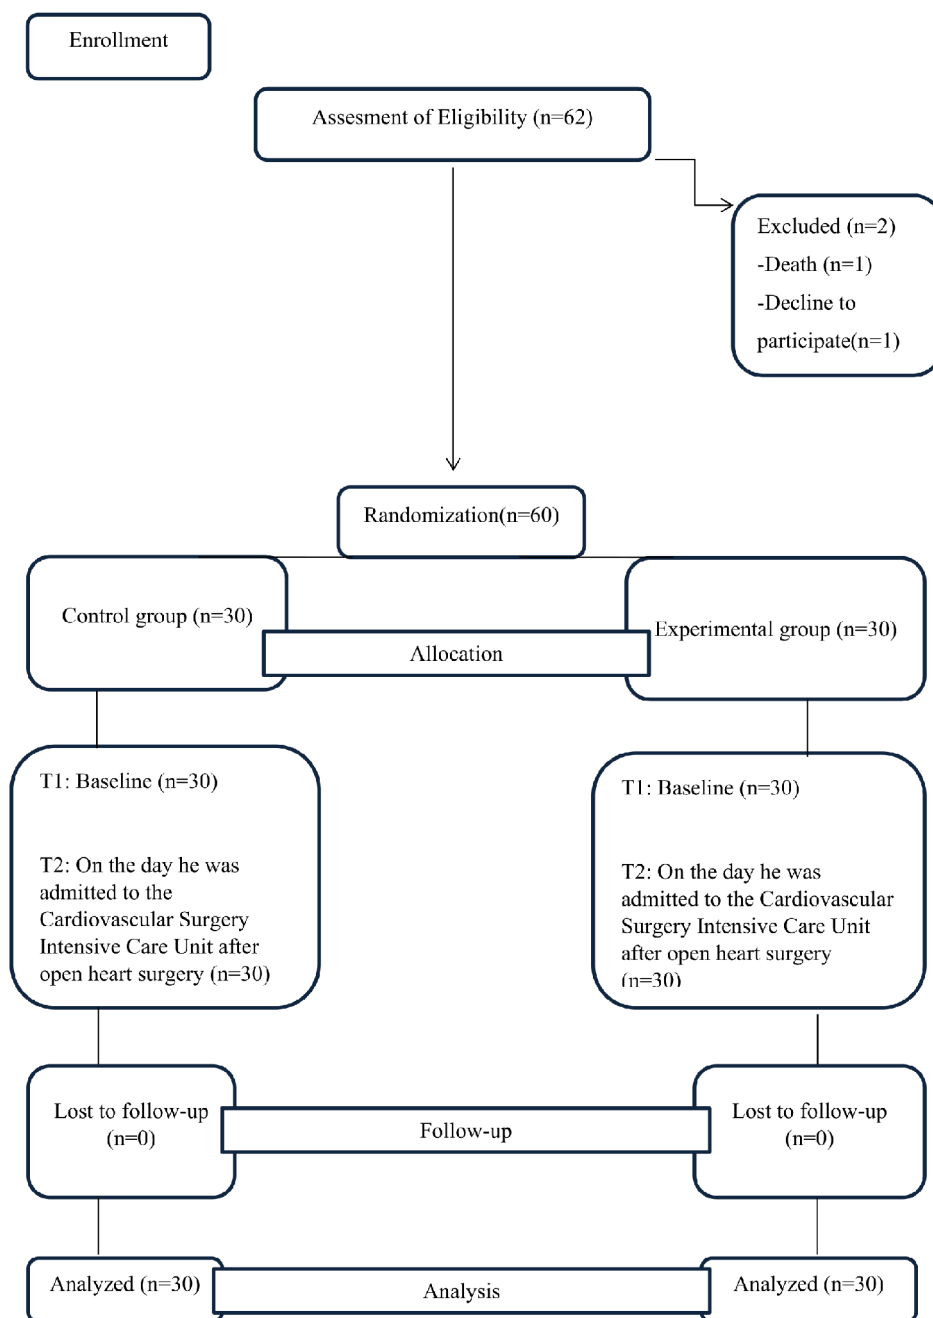 Enrollment
Assesment of Eligibility (n=62)
Excluded (n=2)
-Death (n=1)
-Decline to
participate(n=1)
Randomization(n=60)
Control group (n=30)
Experimental group (n=30)
Allocation
T1: Baseline (n=30)
T2: On the day he was
admitted to the
Cardiovascular Surgery
Intensive Care Unit after
open heart surgery (n=30)
T1: Baseline (n=30)
T2: On the day he was
admitted to the Cardiovascular
Surgery Intensive Care Unit
after open heart surgery
(n=30)
Lost to follow-up
(n=0)
Follow-up
Lost to follow-up
(n=0)
Analyzed (n=30)
Analysis
Analyzed (n=30)